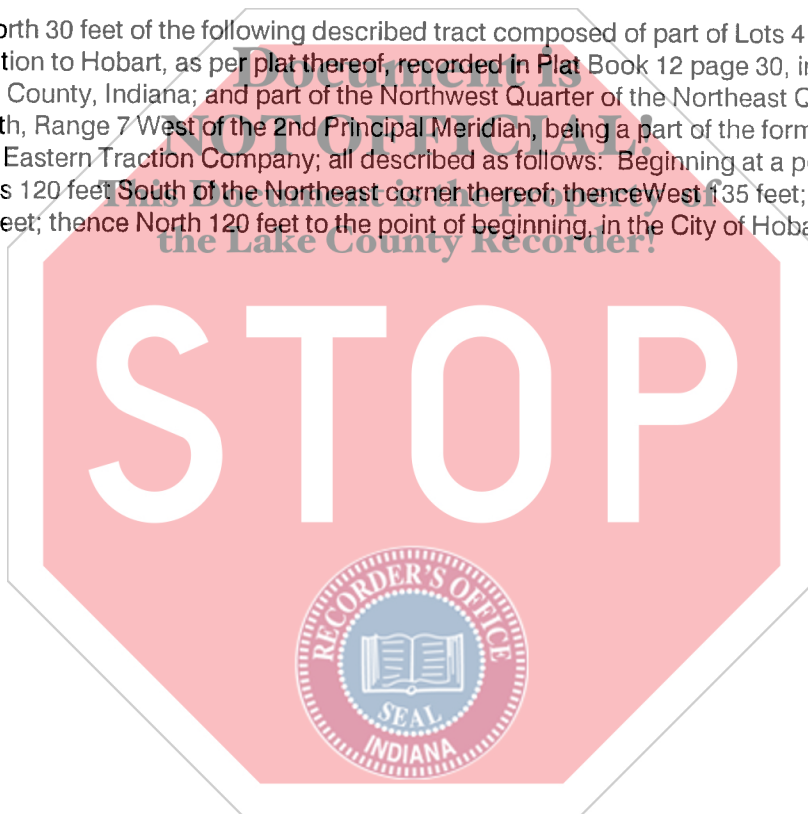 orth 30 feet of the following described tract composed of part of Lots 4
tion to Hobart, as per plat thereof, recorded in Plat Book 12 page 30, in
County, Indiana; and part of the Northwest Quarter of the Northeast Q
th, Range 7 West of the 2nd Principal Meridian, being a part of the form
Eastern Traction Company; all described as follows: Beginning at a p
s 120 feet South of the Northeast corner thereof; thenceWest 135 feet;
eet; thence North 120 feet to the point of beginning, in the City of Hoba
Document is
NOT OFFICIAL!
This Document is the property of
the Lake County Recorder!
STOP
RECORDER'S OFFICE
SEAL
INDIANA